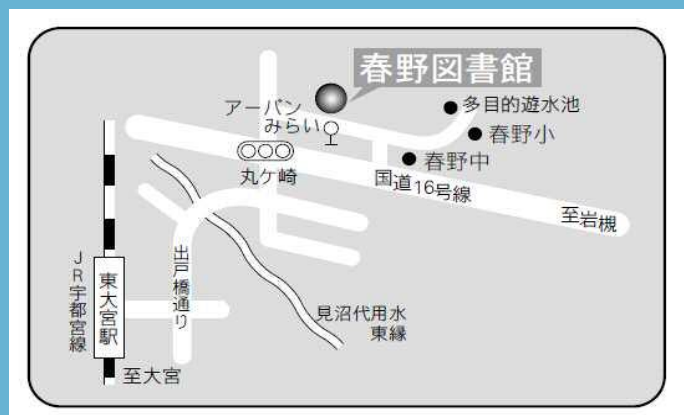 春野図書館
アーバン
みらい
多目的遊水池
春野小
春野中
丸ケ崎
国道16号線
至岩槻
JR宇都宮線
東大宮駅
出戸橋通り
見沼代用水
東縁
至大宮